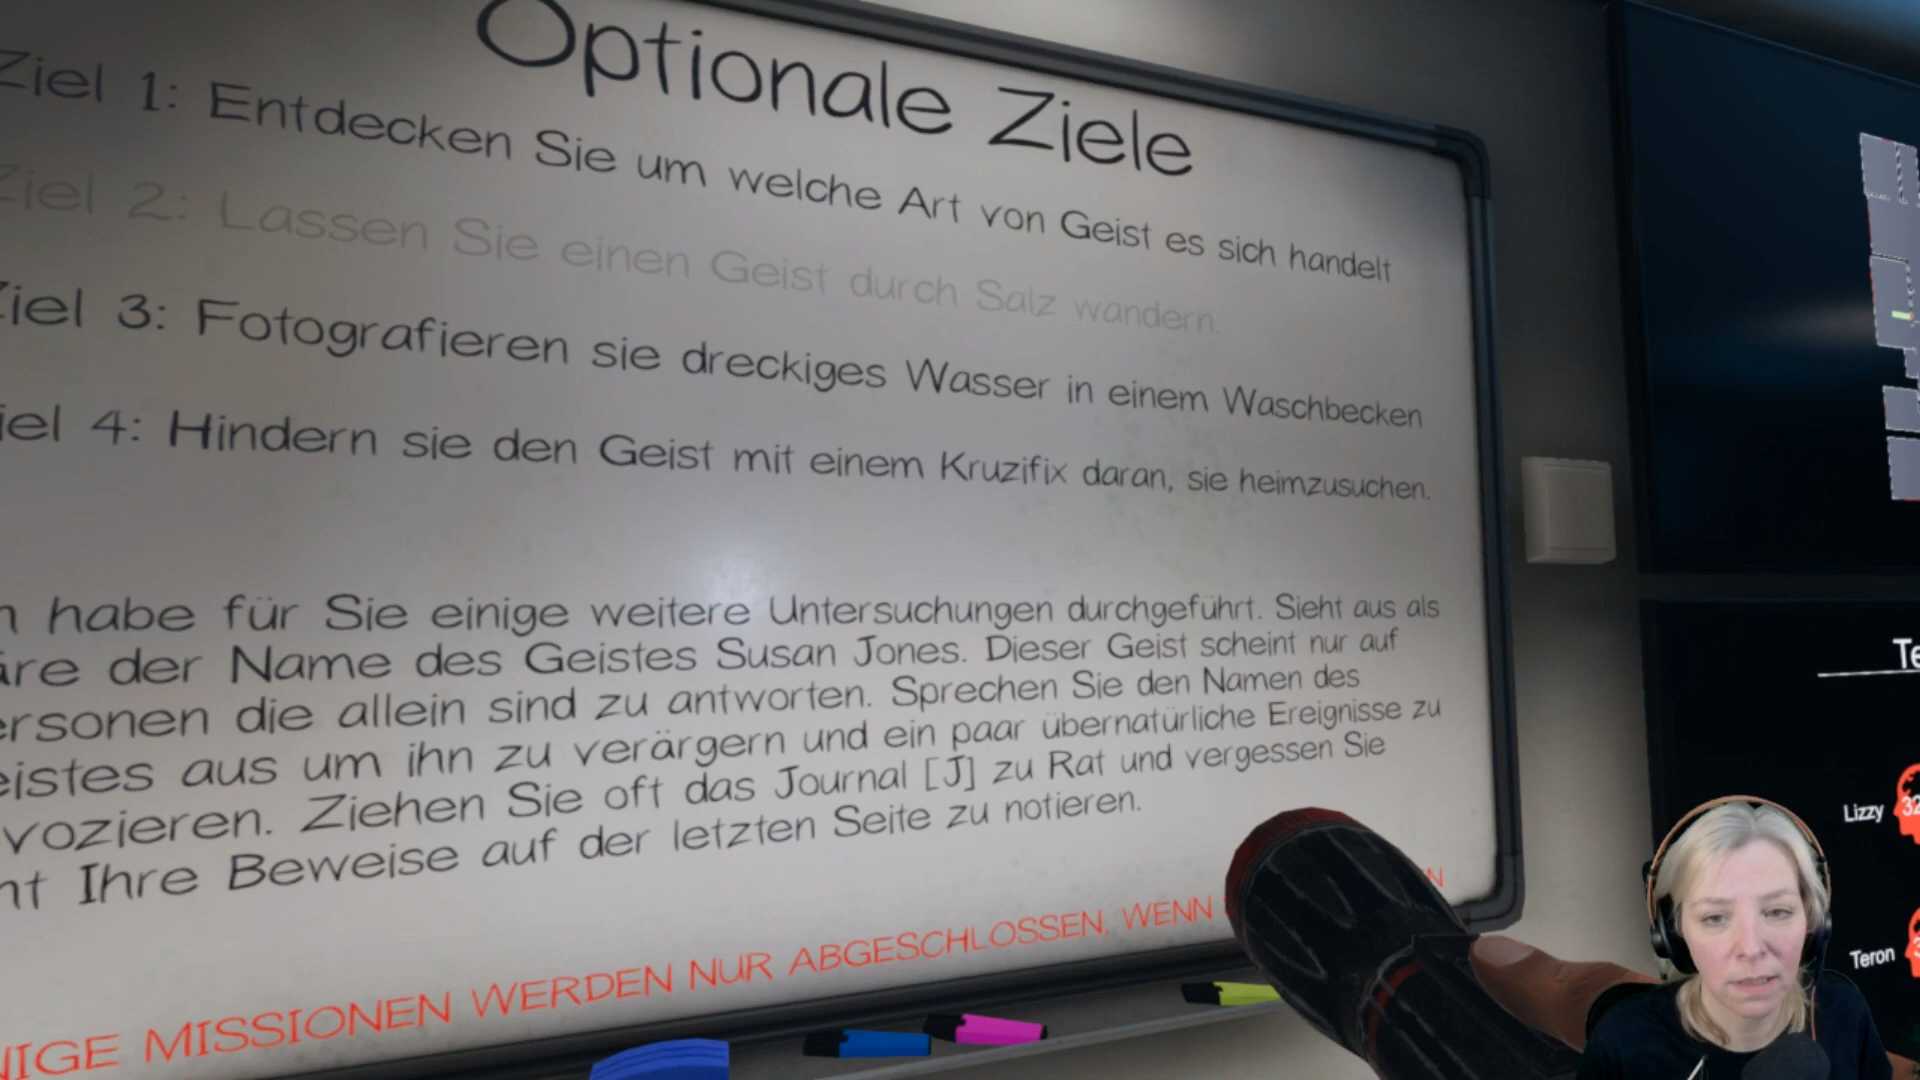 Optionale Ziele
Ziel 1: Entdecken Sie um welche Art von Geist es sich handelt
Ziel 2: Lassen Sie einen Geist durch Salz wandern.
Ziel 3: Fotografieren sie dreckiges Wasser in einem Waschbecken
iel 4: Hindern sie den Geist mit einem Kruzifix daran, sie heimzusuchen.
habe für Sie einige weitere Untersuchungen durchgeführt. Sieht aus als
äre der Name des Geistes Susan Jones. Dieser Geist scheint nur auf
ersonen die allein sind zu antworten. Sprechen Sie den Namen des
eistes aus um ihn zu verärgern und ein paar übernatürliche Ereignisse zu
vozieren. Ziehen Sie oft das Journal [J] zu Rat und vergessen Sie
ht Ihre Beweise auf der letzten Seite zu notieren.
NIGE MISSIONEN WERDEN NUR ABGESCHLOSSEN, WENN
Te
Lizzy 32
Teron